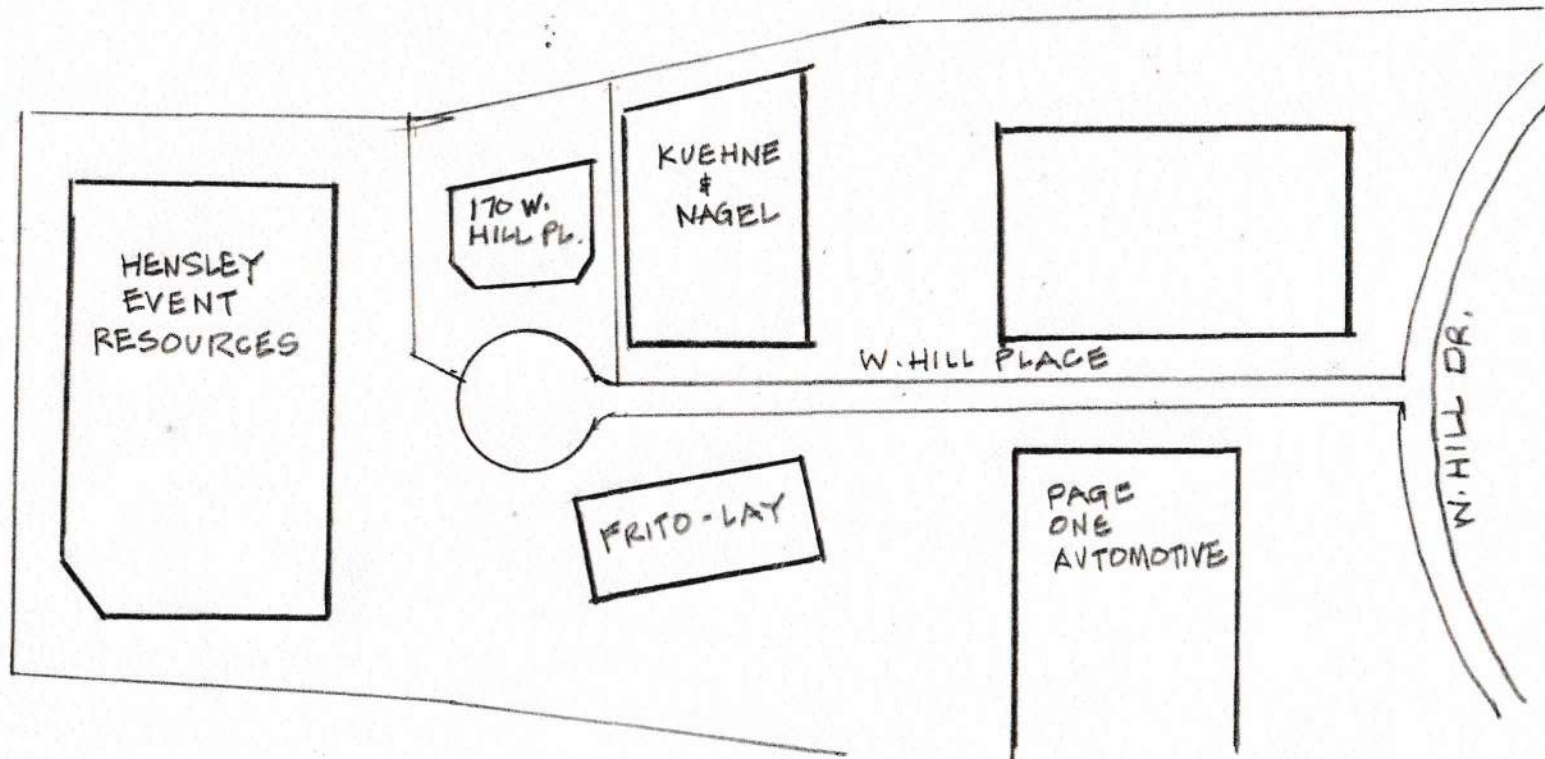 HENSLEY
EVENT
RESOURCES
170 W.
HILL PL.
KUEHNE
&
NAGEL
W. HILL PLACE
FRITO-LAY
PAGE
ONE
AUTOMOTIVE
W. HILL DR.